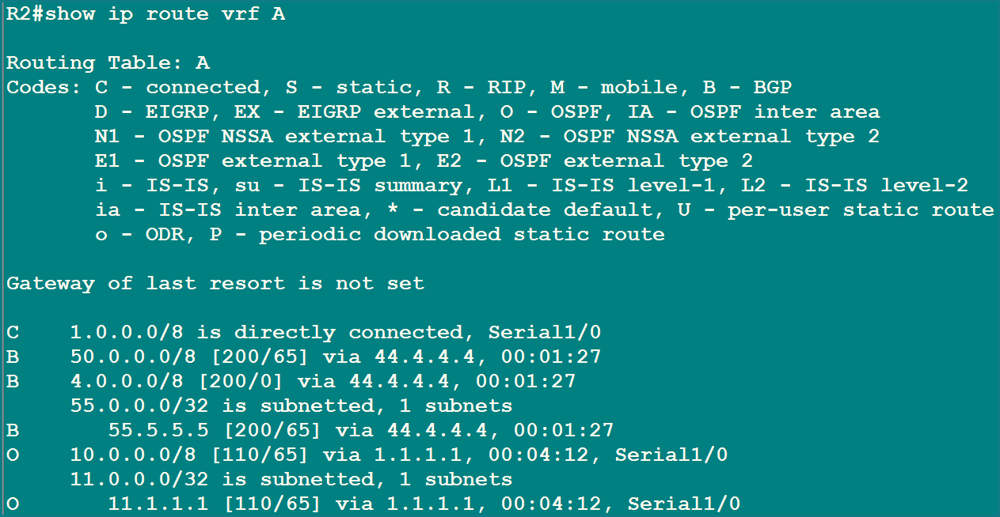 R2#show ip route vrf A

Routing Table: A
Codes: C - connected, S - static, R - RIP, M - mobile, B - BGP
       D - EIGRP, EX - EIGRP external, O - OSPF, IA - OSPF inter area
       N1 - OSPF NSSA external type 1, N2 - OSPF NSSA external type 2
       E1 - OSPF external type 1, E2 - OSPF external type 2
       i - IS-IS, su - IS-IS summary, L1 - IS-IS level-1, L2 - IS-IS level-2
       ia - IS-IS inter area, * - candidate default, U - per-user static route
       o - ODR, P - periodic downloaded static route

Gateway of last resort is not set

C    1.0.0.0/8 is directly connected, Serial1/0
B    50.0.0.0/8 [200/65] via 44.4.4.4, 00:01:27
B    4.0.0.0/8 [200/0] via 44.4.4.4, 00:01:27
     55.0.0.0/32 is subnetted, 1 subnets
B       55.5.5.5 [200/65] via 44.4.4.4, 00:01:27
O    10.0.0.0/8 [110/65] via 1.1.1.1, 00:04:12, Serial1/0
     11.0.0.0/32 is subnetted, 1 subnets
O       11.1.1.1 [110/65] via 1.1.1.1, 00:04:12, Serial1/0